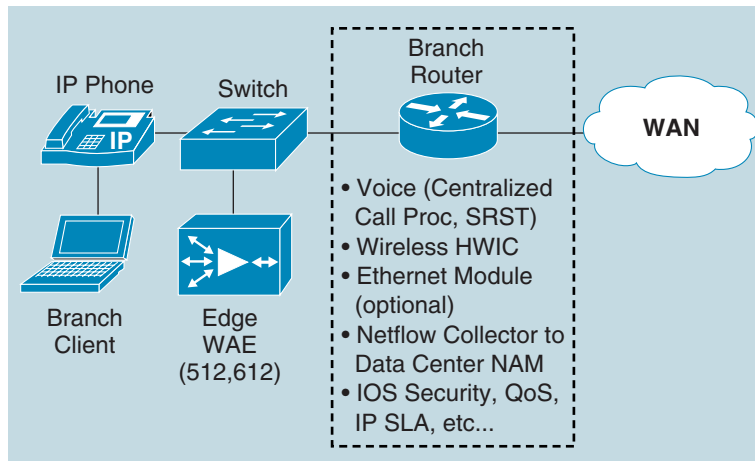 Branch
Router
IP Phone
Switch
IP
WAN
• Voice (Centralized
Call Proc, SRST)
• Wireless HWIC
• Ethernet Module
(optional)
• Netflow Collector to
Data Center NAM
• IOS Security, QoS,
IP SLA, etc...
Branch
Client
Edge
WAE
(512,612)